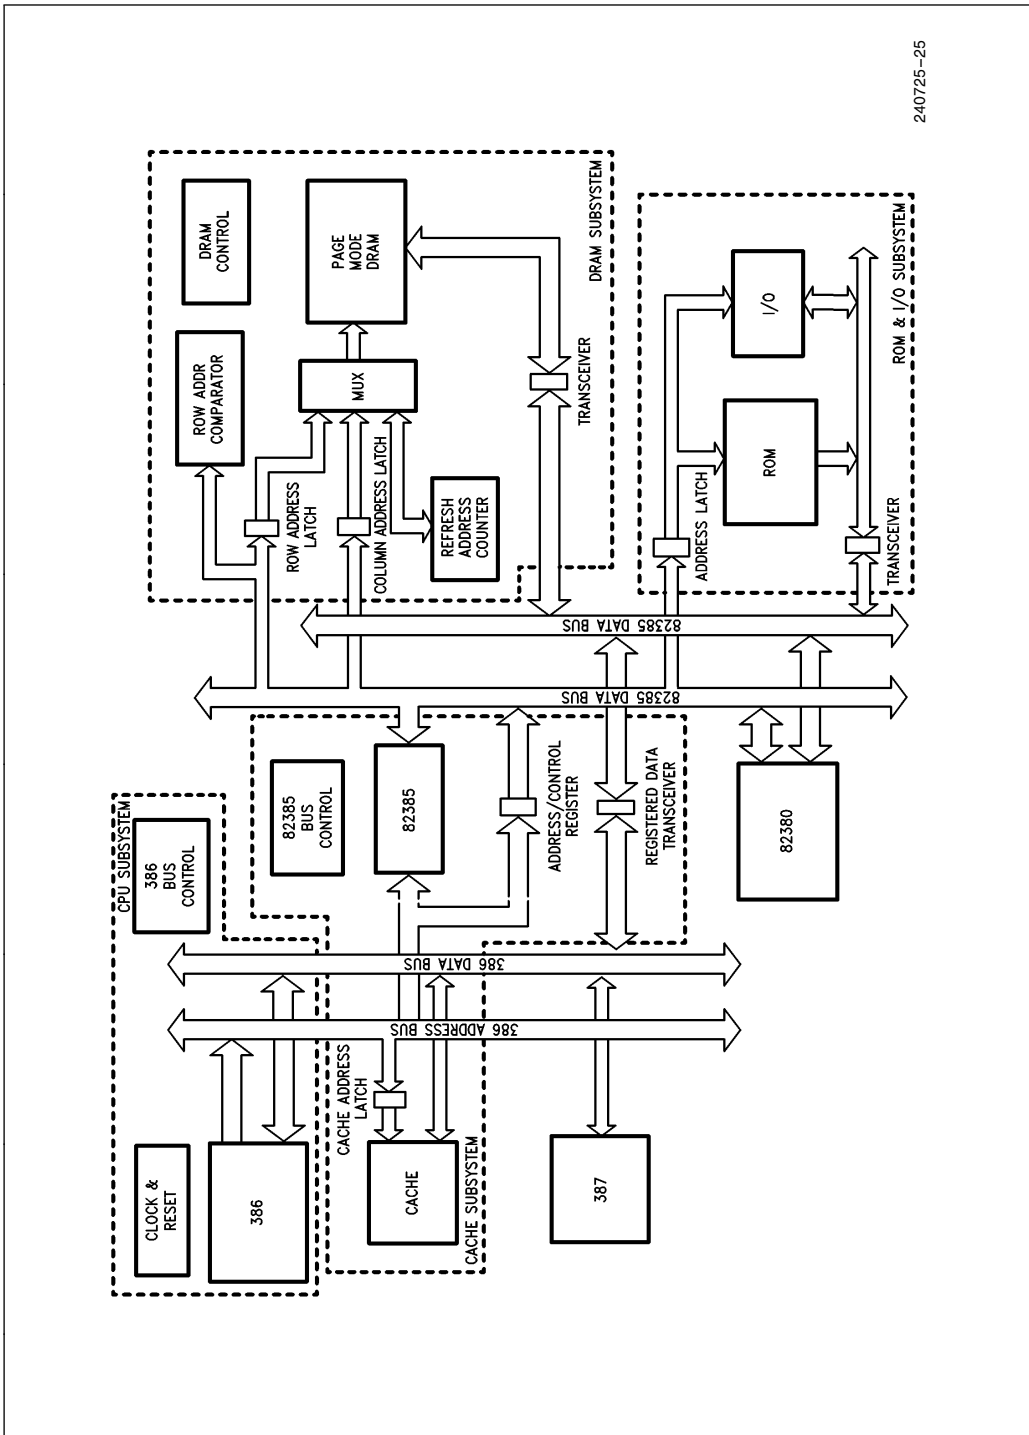 CPU SUBSYSTEM
CLOCK &
RESET
386
BUS
CONTROL
386
CACHE ADDRESS
LATCH
CACHE
CACHE SUBSYSTEM
387
386 ADDRESS BUS
386 DATA BUS
82385
BUS
CONTROL
82385
ADDRESS/CONTROL
REGISTER
REGISTERED DATA
TRANSCEIVER
82380
82385 DATA BUS
82385 DATA BUS
ROW ADDR
COMPARATOR
DRAM
CONTROL
ROW ADDRESS
LATCH
MUX
PAGE
MODE
DRAM
COLUMN ADDRESS LATCH
REFRESH
ADDRESS
COUNTER
TRANSCEIVER
DRAM SUBSYSTEM
ADDRESS LATCH
ROM
I/O
TRANSCEIVER
ROM & I/O SUBSYSTEM
240725-25